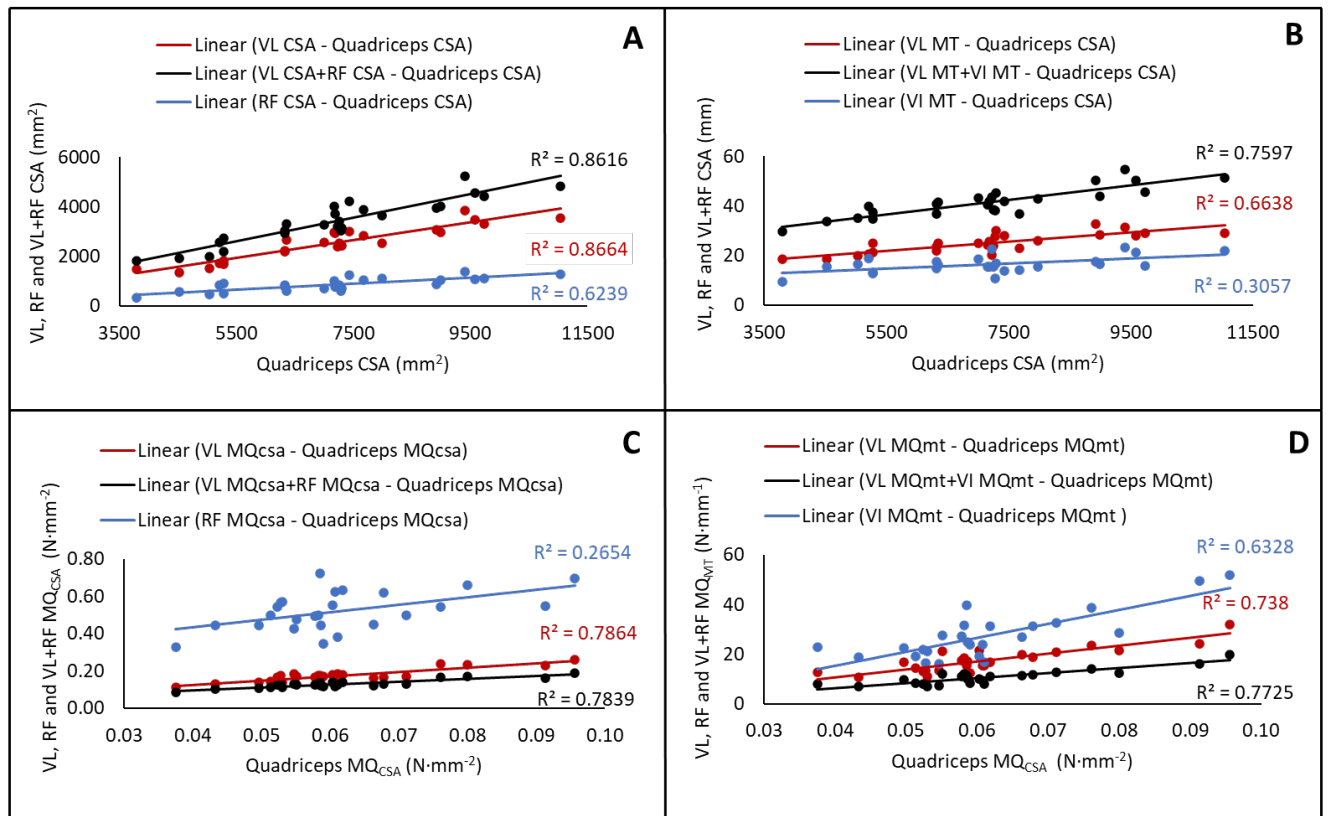 A
Linear (VL CSA - Quadriceps CSA)
Linear (VL CSA+RF CSA - Quadriceps CSA)
Linear (RF CSA - Quadriceps CSA)
VL, RF and VL+RF CSA (mm²)
6000
4000
2000
0
R² = 0.8616
R² = 0.8664
R² = 0.6239
3500 5500 7500 9500 11500
Quadriceps CSA (mm²)
B
Linear (VL MT - Quadriceps CSA)
Linear (VL MT+VI MT - Quadriceps CSA)
Linear (VI MT - Quadriceps CSA)
VL, RF and VL+RF CSA (mm)
60
40
20
0
R² = 0.7597
R² = 0.6638
R² = 0.3057
3500 5500 7500 9500 11500
Quadriceps CSA (mm²)
C
Linear (VL MQcsa - Quadriceps MQcsa)
Linear (VL MQcsa+RF MQcsa - Quadriceps MQcsa)
Linear (RF MQcsa - Quadriceps MQcsa)
VL, RF and VL+RF MQCSA (N·mm⁻²)
0.80
0.60
0.40
0.20
0.00
R² = 0.2654
R² = 0.7864
R² = 0.7839
0.03 0.04 0.05 0.06 0.07 0.08 0.09 0.10
Quadriceps MQCSA (N·mm⁻²)
D
Linear (VL MQmt - Quadriceps MQmt)
Linear (VL MQmt+VI MQmt - Quadriceps MQmt)
Linear (VI MQmt - Quadriceps MQmt )
VL, RF and VL+RF MQMT (N·mm⁻¹)
60
40
20
0
R² = 0.6328
R² = 0.738
R² = 0.7725
0.03 0.04 0.05 0.06 0.07 0.08 0.09 0.10
Quadriceps MQCSA (N·mm⁻²)